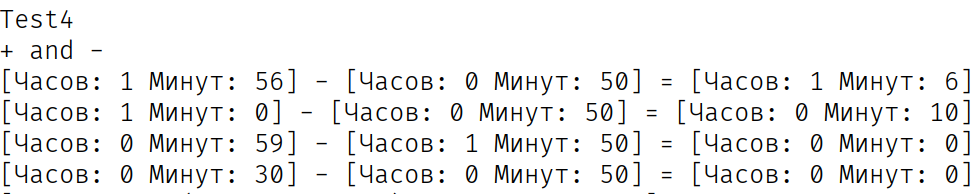 Test4
+ and -
[Часов: 1 Минут: 56] - [Часов: 0 Минут: 50] = [Часов: 1 Минут: 6]
[Часов: 1 Минут: 0] - [Часов: 0 Минут: 50] = [Часов: 0 Минут: 10]
[Часов: 0 Минут: 59] - [Часов: 1 Минут: 50] = [Часов: 0 Минут: 0]
[Часов: 0 Минут: 30] - [Часов: 0 Минут: 50] = [Часов: 0 Минут: 0]